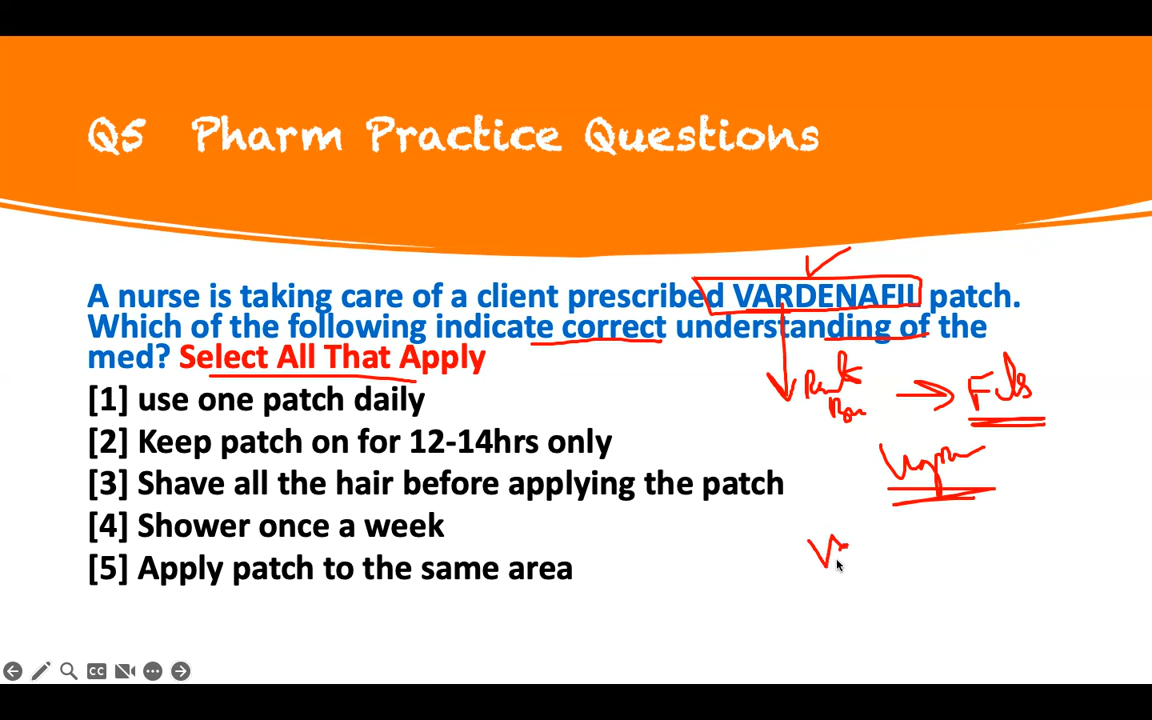 Q5 Pharm Practice Questions
A nurse is taking care of a client prescribed VARDENAFIL patch.
Which of the following indicate correct understanding of the
med? Select All That Apply
[1] use one patch daily
[2] Keep patch on for 12-14hrs only
[3] Shave all the hair before applying the patch
[4] Shower once a week
[5] Apply patch to the same area
CC